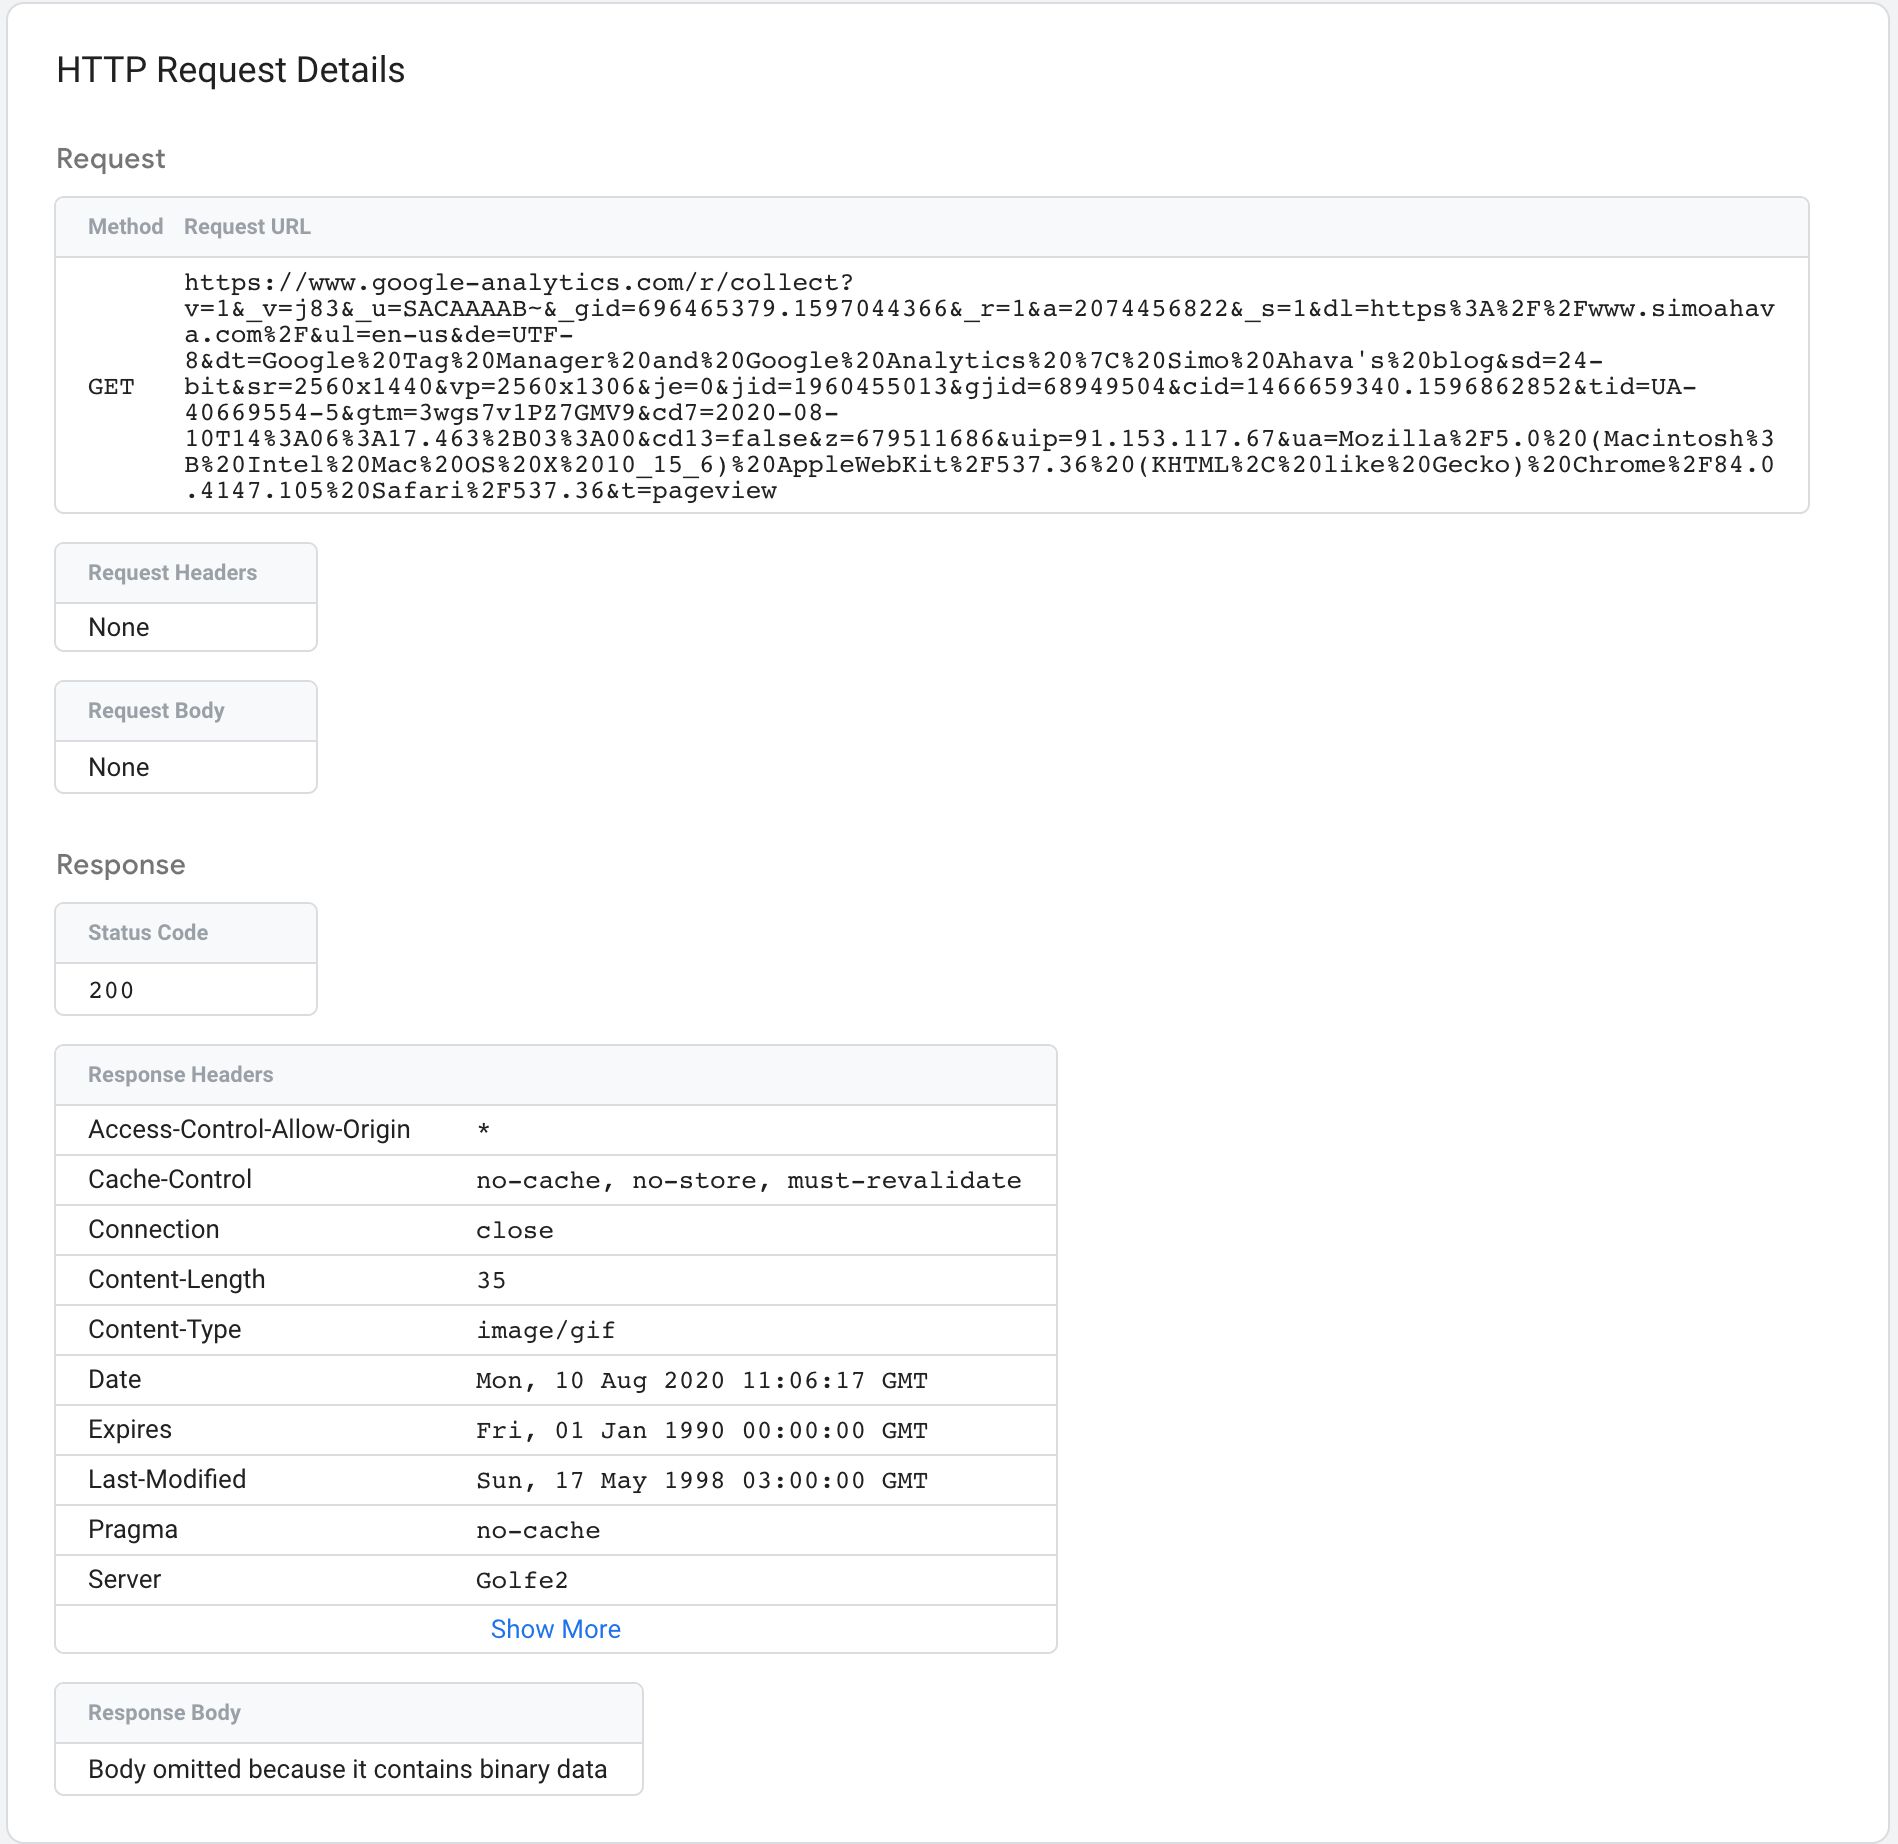 HTTP Request Details
Request
Method Request URL
https://www.google-analytics.com/r/collect?
v=1&_v=j83&_u=SACAAAAB~&_gid=696465379.1597044366&_r=1&a=2074456822&_s=1&dl=https%3A%2F%2Fwww.simoahav
a.com%2F&ul=en-us&de=UTF-
8&dt=Google%20Tag%20Manager%20and%20Google%20Analytics%20%7C%20Simo%20Ahava's%20blog&sd=24-
GET bit&sr=2560x1440&vp=2560x1306&je=0&jid=1960455013&gjid=68949504&cid=1466659340.1596862852&tid=UA-
40669554-5&gtm=3wgs7v1PZ7GMV9&cd7=2020-08-
10T14%3A06%3A17.463%2B03%3A00&cd13=false&z=679511686&uip=91.153.117.67&ua=Mozilla%2F5.0%20(Macintosh%3
B%20Intel%20Mac%20OS%20X%2010_15_6)%20AppleWebKit%2F537.36%20(KHTML%2C%20like%20Gecko)%20Chrome%2F84.0
.4147.105%20Safari%2F537.36&t=pageview
Request Headers
None
Request Body
None
Response
Status Code
200
Response Headers
Access-Control-Allow-Origin *
Cache-Control no-cache, no-store, must-revalidate
Connection close
Content-Length 35
Content-Type image/gif
Date Mon, 10 Aug 2020 11:06:17 GMT
Expires Fri, 01 Jan 1990 00:00:00 GMT
Last-Modified Sun, 17 May 1998 03:00:00 GMT
Pragma no-cache
Server Golfe2
Show More
Response Body
Body omitted because it contains binary data